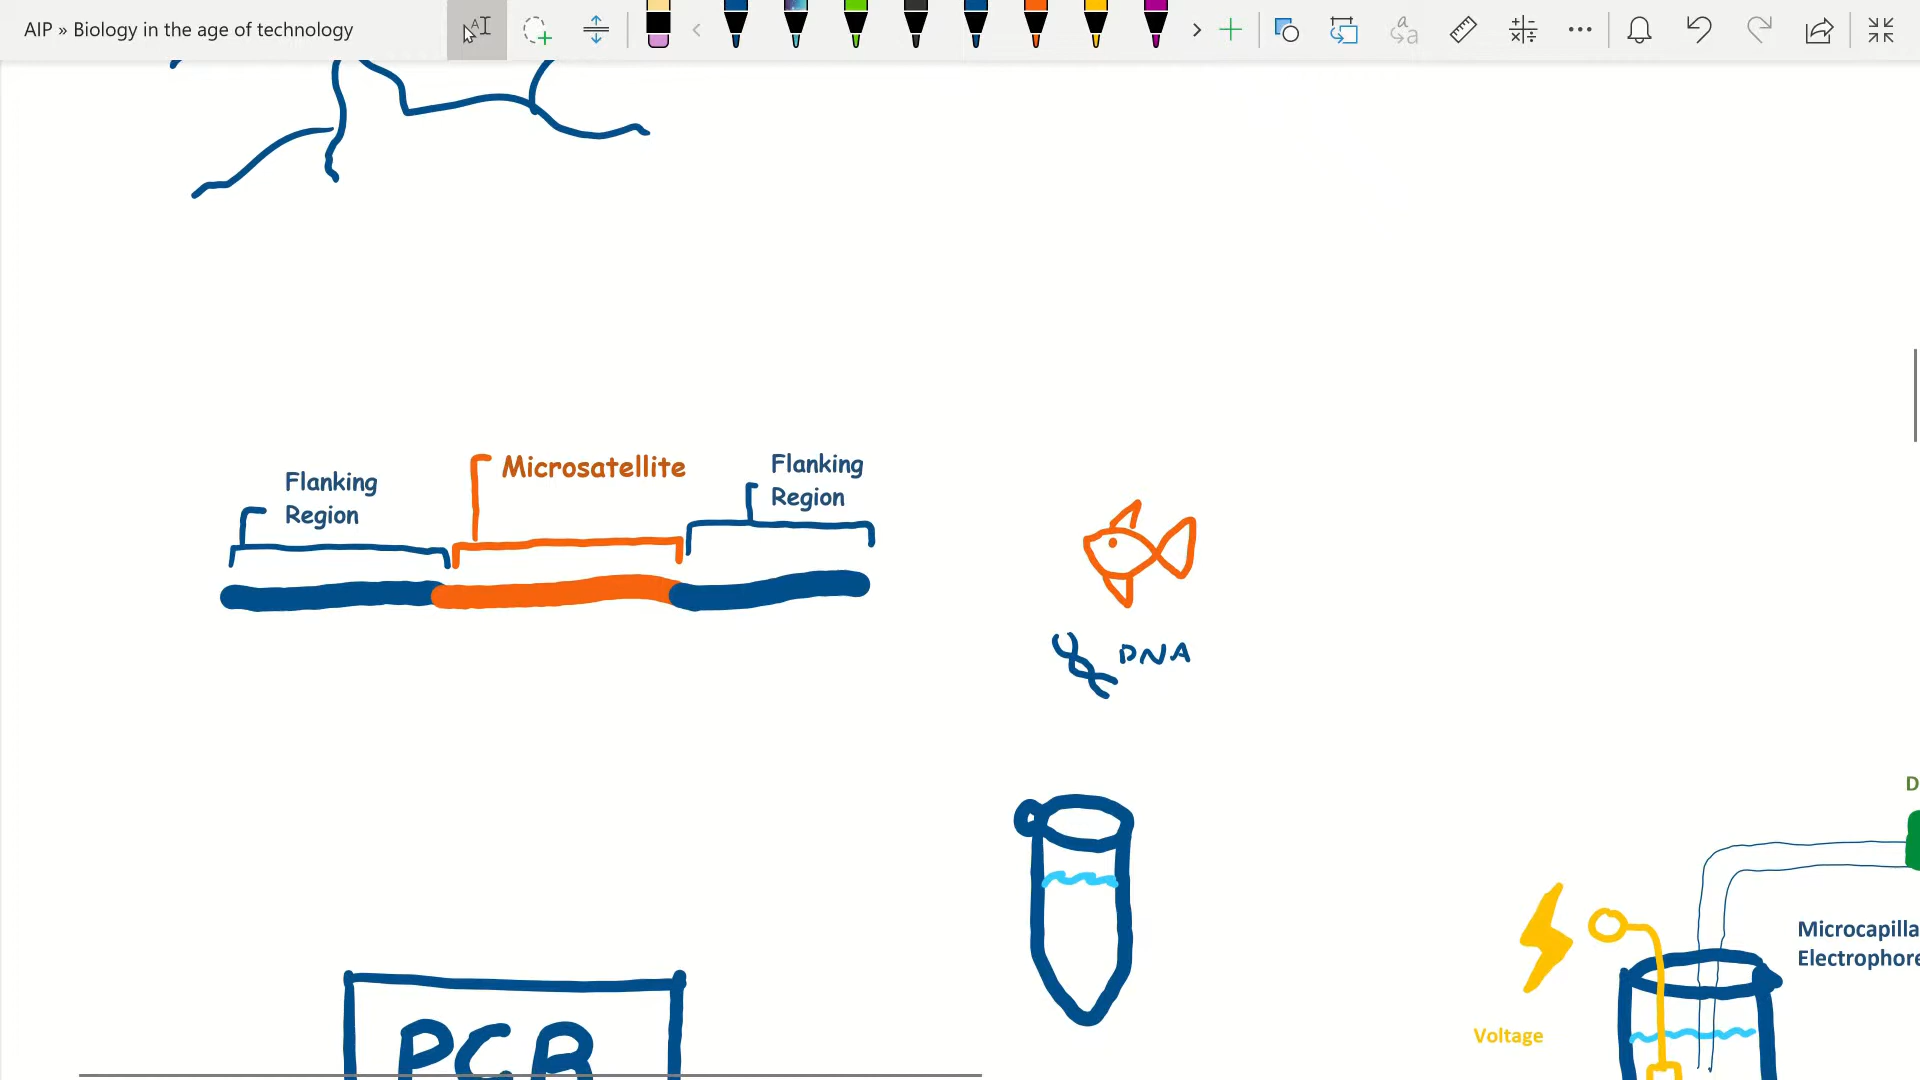 AIP » Biology in the age of technology
Flanking
Region
Microsatellite
Flanking
Region
DNA
D
Microcapilla
Electrophore
Voltage
PCR